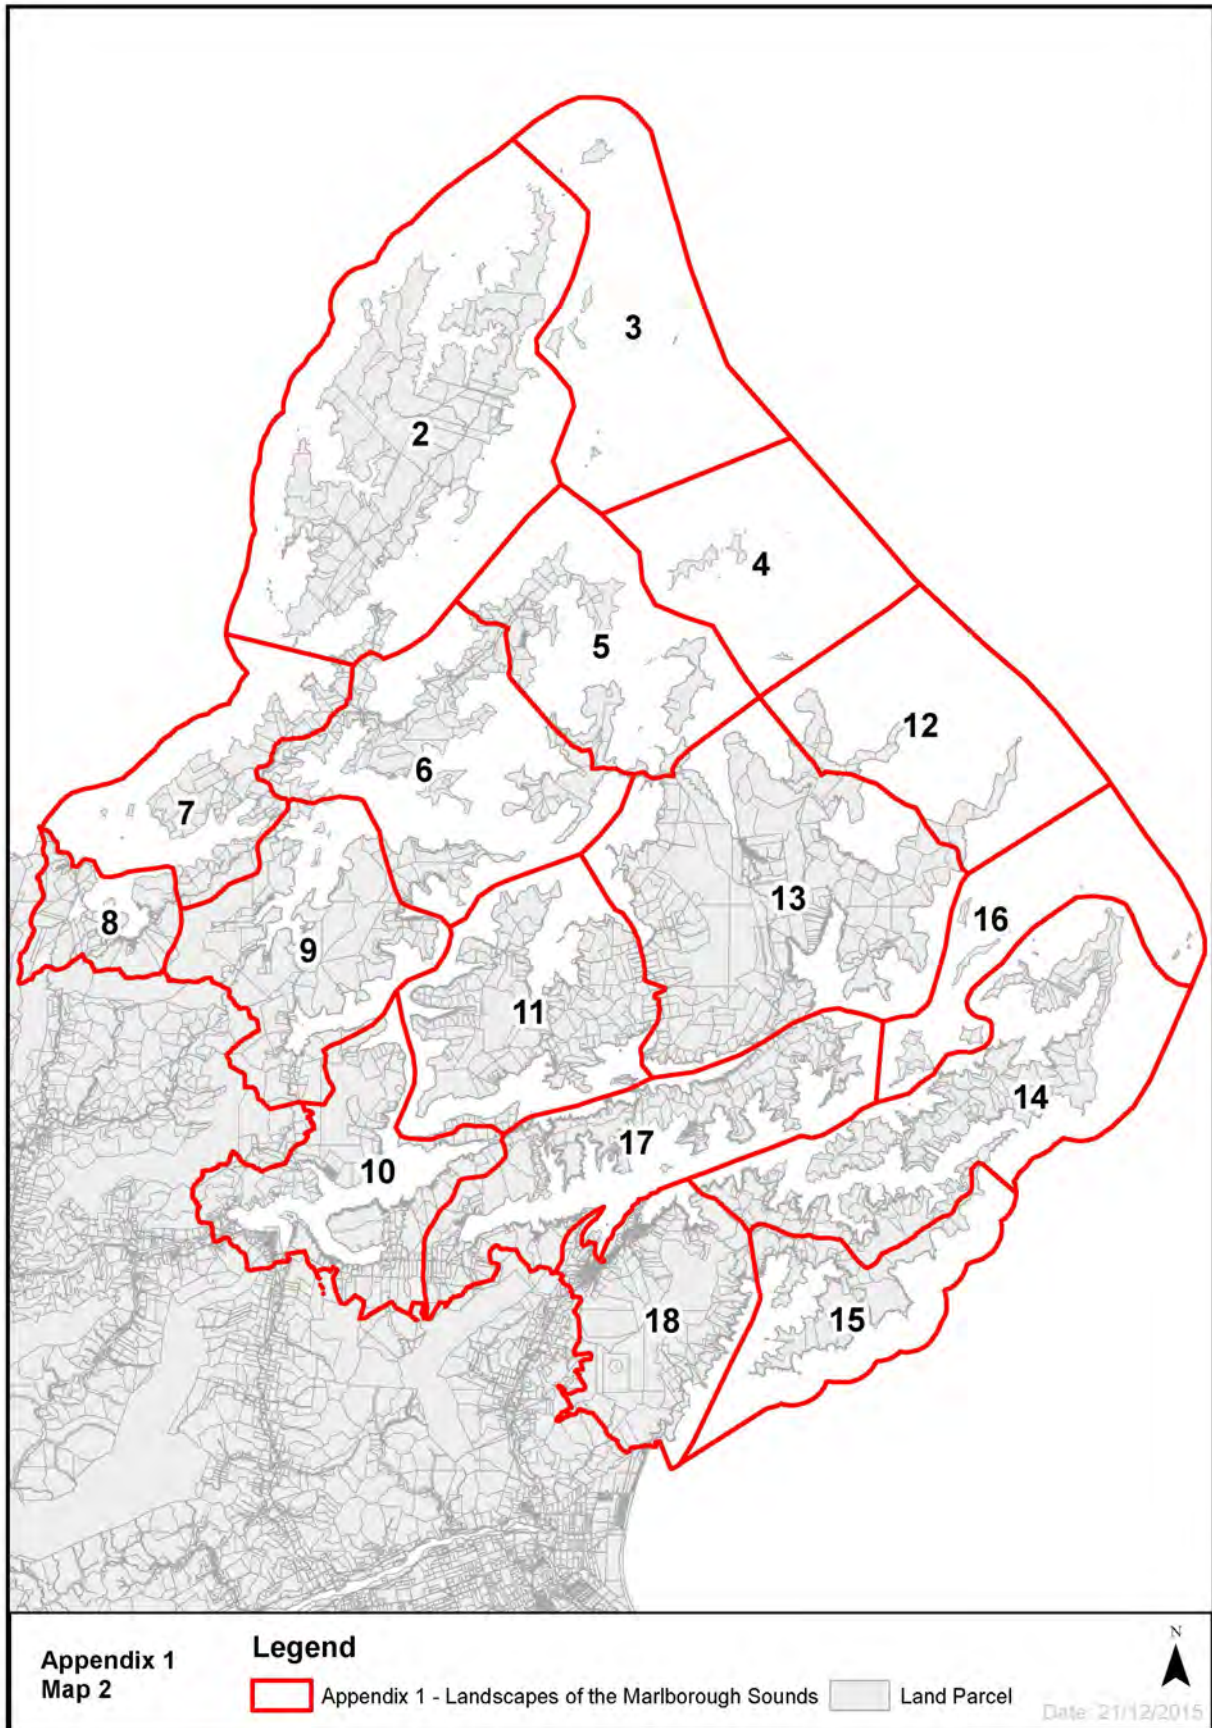 3
2
4
5
12
6
7
13
8
16
9
11
14
17
10
18
15
Appendix 1
Map 2
Legend
Appendix 1 - Landscapes of the Marlborough Sounds
Land Parcel
N
Date: 21/12/2015